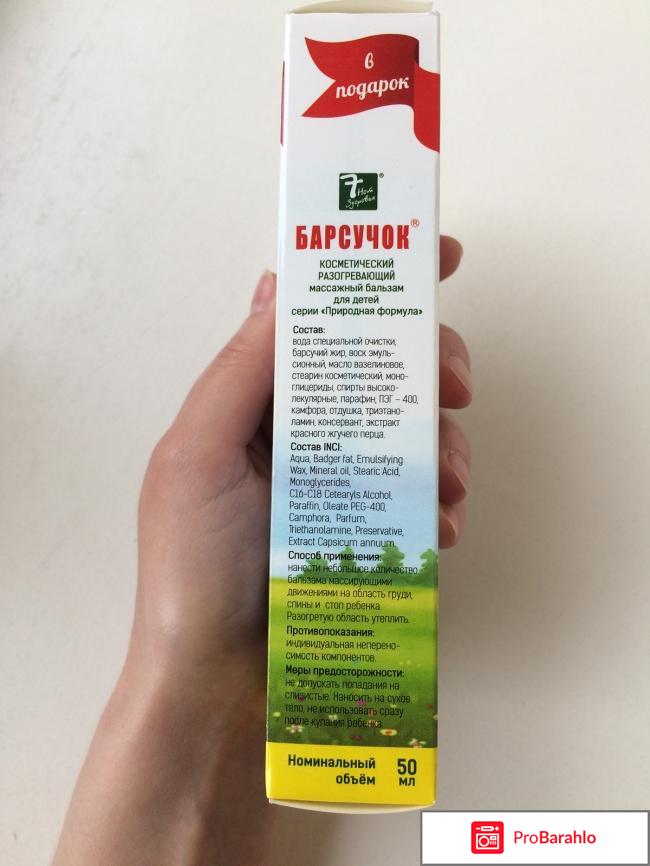 в
подарок
7
Нот
Здоровья
®
БАРСУЧОК®
КОСМЕТИЧЕСКИЙ
РАЗОГРЕВАЮЩИЙ
массажный бальзам
для детей
серии «Природная формула»
Состав:
вода специальной очистки,
барсучий жир, воск эмуль-
сионный, масло вазелиновое,
стеарин косметический, моно-
глицериды, спирты высоко-
лекулярные, парафин, ПЭГ – 400,
камфора, отдушка, триэтано-
ламин, консервант, экстракт
красного жгучего перца.
Состав INCI:
Aqua, Badger fat, Emulsifying
Wax, Mineral oil, Stearic Acid,
Monoglycerides,
C16-C18 Cetearyls Alcohol,
Paraffin, Oleate PEG-400,
Camphora, Parfum,
Triethanolamine, Preservative,
Extract Capsicum annuum.
Способ применения:
нанести небольшое количество
бальзама массирующими
движениями на область груди,
спины и стоп ребенка.
Разогретую область утеплить.
Противопоказания:
индивидуальная неперено-
симость компонентов.
Меры предосторожности:
не допускать попадания на
слизистые. Наносить на сухое
тело, не использовать сразу
после купания ребенка.
Номинальный
объём
50
мл
ProBarahlo